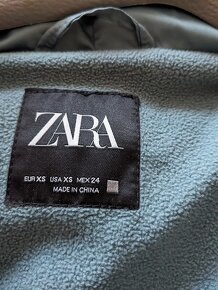 ZARA
EUR XS USA XS MEX 24
MADE IN CHINA